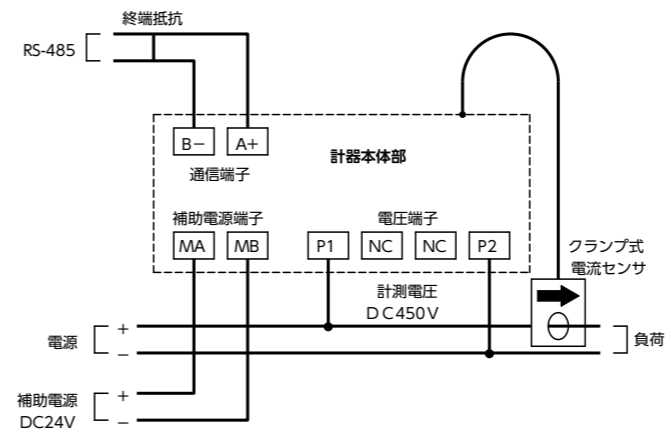 終端抵抗
RS-485
B− A+
計器本体部
通信端子
補助電源端子
電圧端子
MA MB P1 NC NC P2
クランプ式
電流センサ
計測電圧
DC450V
電源
+
−
負荷
補助電源
DC24V
+
−